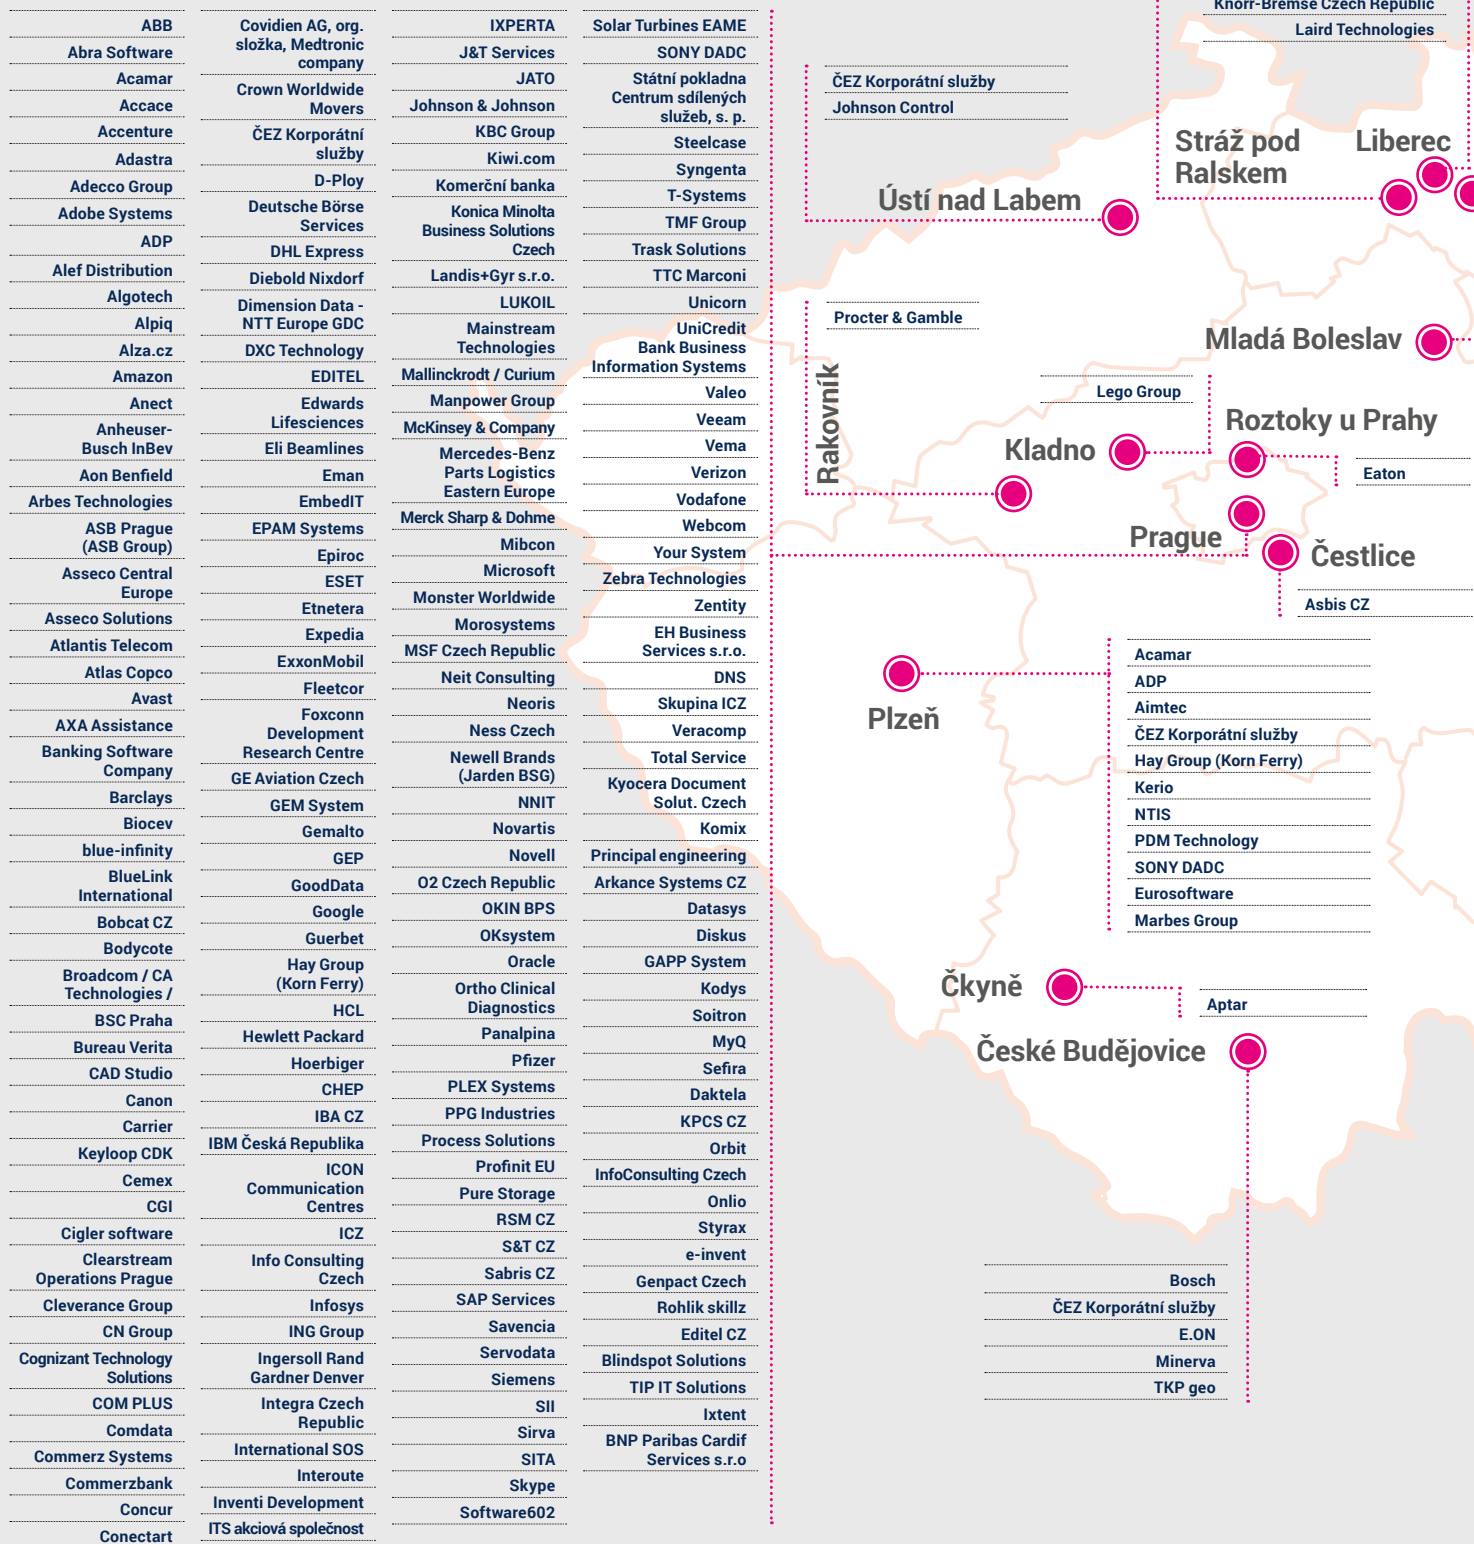 ABB
Abra Software
Acamar
Accace
Accenture
Adastra
Adecco Group
Adobe Systems
ADP
Alef Distribution
Algotech
Alpiq
Alza.cz
Amazon
Anect
Anheuser-
Busch InBev
Aon Benfield
Arbes Technologies
ASB Prague
(ASB Group)
Asseco Central
Europe
Asseco Solutions
Atlantis Telecom
Atlas Copco
Avast
AXA Assistance
Banking Software
Company
Barclays
Biocev
blue-infinity
BlueLink
International
Bobcat CZ
Bodycote
Broadcom / CA
Technologies /
BSC Praha
Bureau Verita
CAD Studio
Canon
Carrier
Keyloop CDK
Cemex
CGI
Cigler software
Clearstream
Operations Prague
Cleverance Group
CN Group
Cognizant Technology
Solutions
COM PLUS
Comdata
Commerz Systems
Commerzbank
Concur
Conectart
Covidien AG, org.
složka, Medtronic
company
Crown Worldwide
Movers
ČEZ Korporátní
služby
D-Ploy
Deutsche Börse
Services
DHL Express
Diebold Nixdorf
Dimension Data -
NTT Europe GDC
DXC Technology
EDITEL
Edwards
Lifesciences
Eli Beamlines
Eman
EmbedIT
EPAM Systems
Epiroc
ESET
Etnetera
Expedia
ExxonMobil
Fleetcor
Foxconn
Development
Research Centre
GE Aviation Czech
GEM System
Gemalto
GEP
GoodData
Google
Guerbet
Hay Group
(Korn Ferry)
HCL
Hewlett Packard
Hoerbiger
CHEP
IBA CZ
IBM Česká Republika
ICON
Communication
Centres
ICZ
Info Consulting
Czech
Infosys
ING Group
Ingersoll Rand
Gardner Denver
Integra Czech
Republic
International SOS
Interoute
Inventi Development
ITS akciová společnost
IXPERTA
J&T Services
JATO
Johnson & Johnson
KBC Group
Kiwi.com
Komerční banka
Konica Minolta
Business Solutions
Czech
Landis+Gyr s.r.o.
LUKOIL
Mainstream
Technologies
Mallinckrodt / Curium
Manpower Group
McKinsey & Company
Mercedes-Benz
Parts Logistics
Eastern Europe
Merck Sharp & Dohme
Mibcon
Microsoft
Monster Worldwide
Morosystems
MSF Czech Republic
Neit Consulting
Neoris
Ness Czech
Newell Brands
(Jarden BSG)
NNIT
Novartis
Novell
O2 Czech Republic
OKIN BPS
OKsystem
Oracle
Ortho Clinical
Diagnostics
Panalpina
Pfizer
PLEX Systems
PPG Industries
Process Solutions
Profinit EU
Pure Storage
RSM CZ
S&T CZ
Sabris CZ
SAP Services
Savencia
Servodata
Siemens
SII
Sirva
SITA
Skype
Software602
Solar Turbines EAME
SONY DADC
Státní pokladna
Centrum sdílených
služeb, s. p.
Steelcase
Syngenta
T-Systems
TMF Group
Trask Solutions
TTC Marconi
Unicorn
UniCredit
Bank Business
Information Systems
Valeo
Veeam
Vema
Verizon
Vodafone
Webcom
Your System
Zebra Technologies
Zentity
EH Business
Services s.r.o.
DNS
Skupina ICZ
Veracomp
Total Service
Kyocera Document
Solut. Czech
Komix
Principal engineering
Arkance Systems CZ
Datasys
Diskus
GAPP System
Kodys
Soitron
MyQ
Sefira
Daktela
KPCS CZ
Orbit
InfoConsulting Czech
Onlio
Styrax
e-invent
Genpact Czech
Rohlik skillz
Editel CZ
Blindspot Solutions
TIP IT Solutions
Ixtent
BNP Paribas Cardif
Services s.r.o
Knorr-Bremse Czech Republic
Laird Technologies
ČEZ Korporátní služby
Johnson Control
Stráž pod
Ralskem
Liberec
Ústí nad Labem
Procter & Gamble
Rakovník
Mladá Boleslav
Lego Group
Kladno
Roztoky u Prahy
Eaton
Prague
Čestlice
Asbis CZ
Plzeň
Acamar
ADP
Aimtec
ČEZ Korporátní služby
Hay Group (Korn Ferry)
Kerio
NTIS
PDM Technology
SONY DADC
Eurosoftware
Marbes Group
Čkyně
Aptar
České Budějovice
Bosch
ČEZ Korporátní služby
E.ON
Minerva
TKP geo